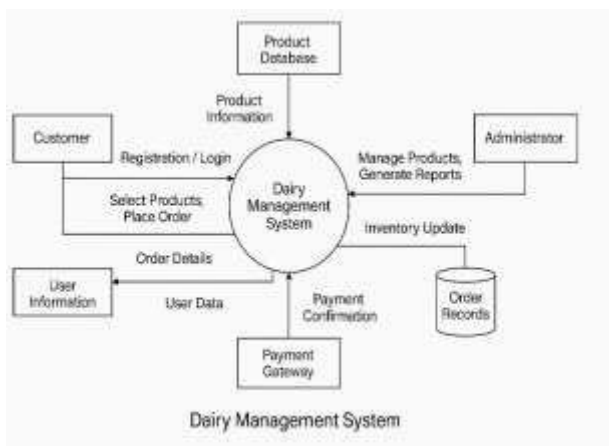 Product
Database
Product
Information
Customer
Administrator
Registration / Login
Manage Products,
Generate Reports
Dairy
Management
System
Select Products,
Place Order
Inventory Update
Order Details
User
Information
User Data
Payment
Confirmation
Order
Records
Payment
Gateway
Dairy Management System